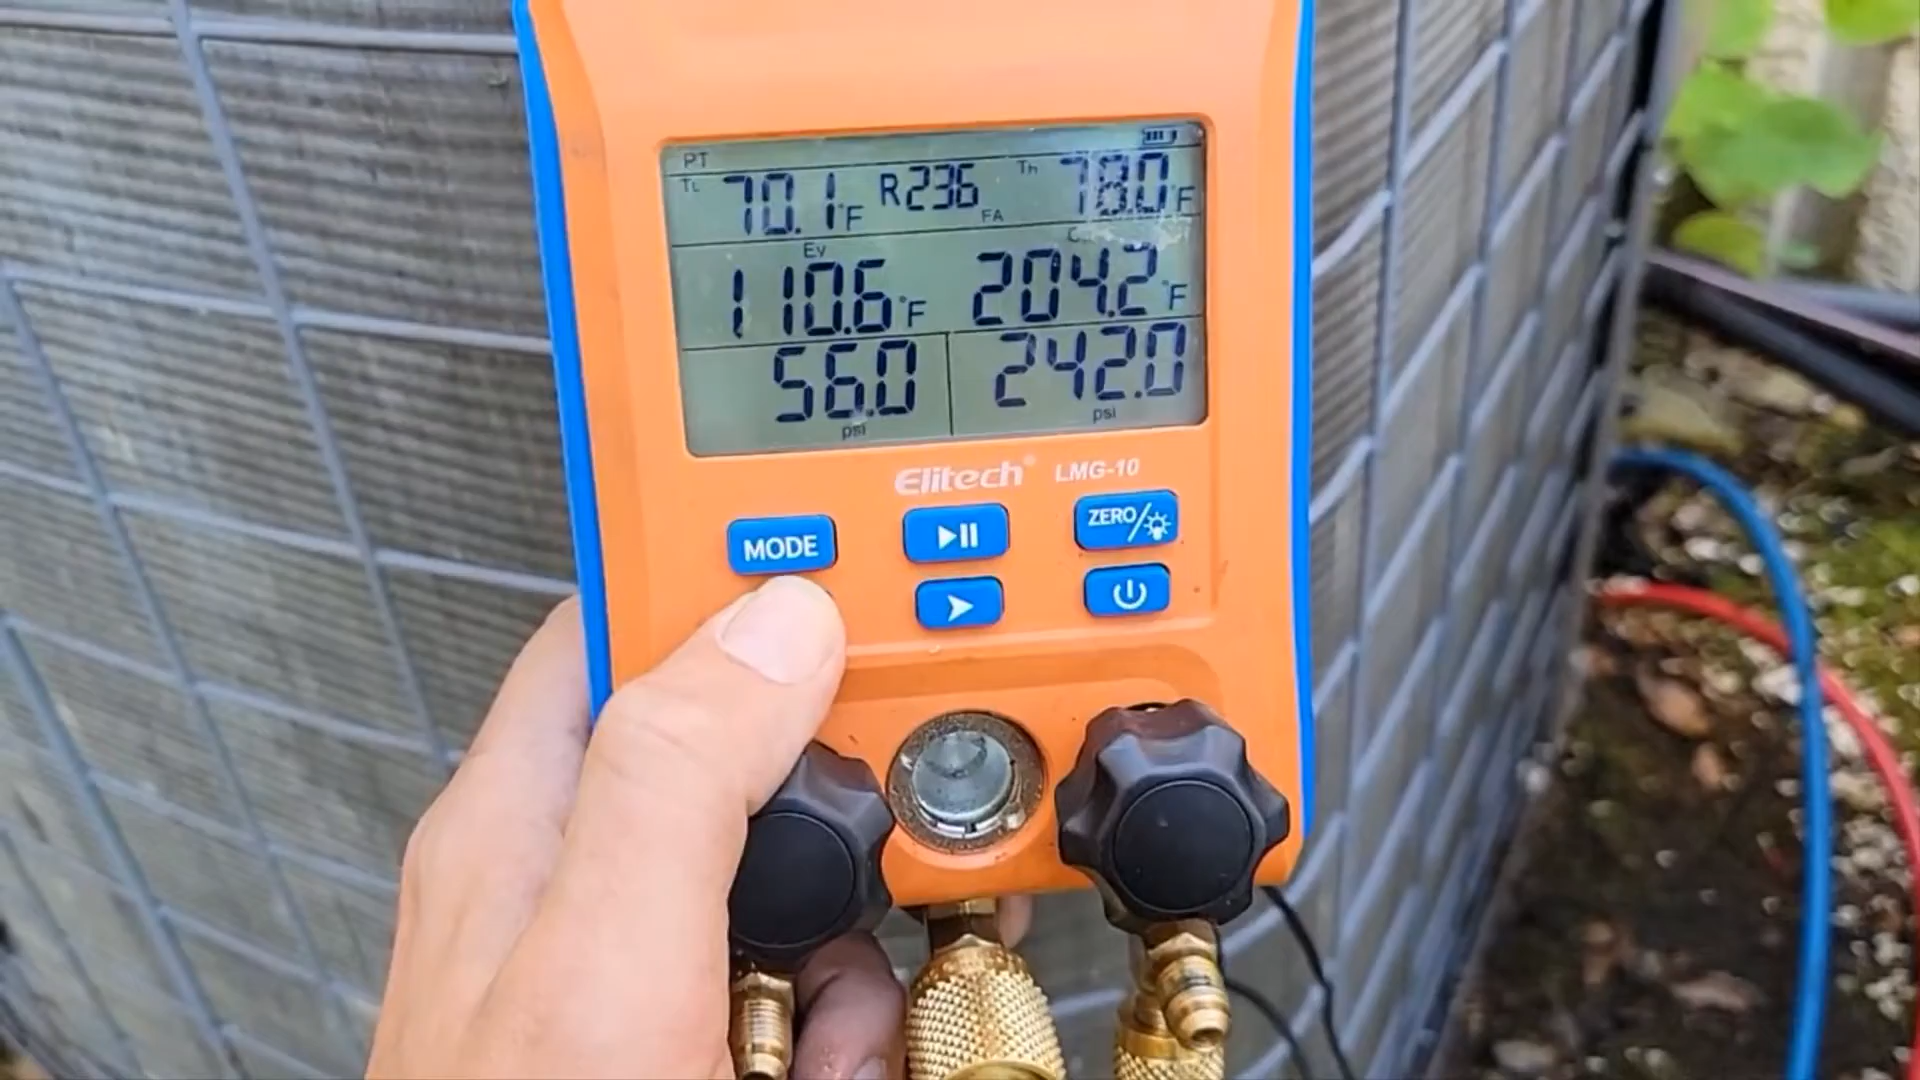 PT
TL 70.1°F R236 FA Th 78.0°F
Ev
110.6°F 204.2°F
56.0 psi 242.0 psi
Elitech® LMG-10
MODE ZERO/